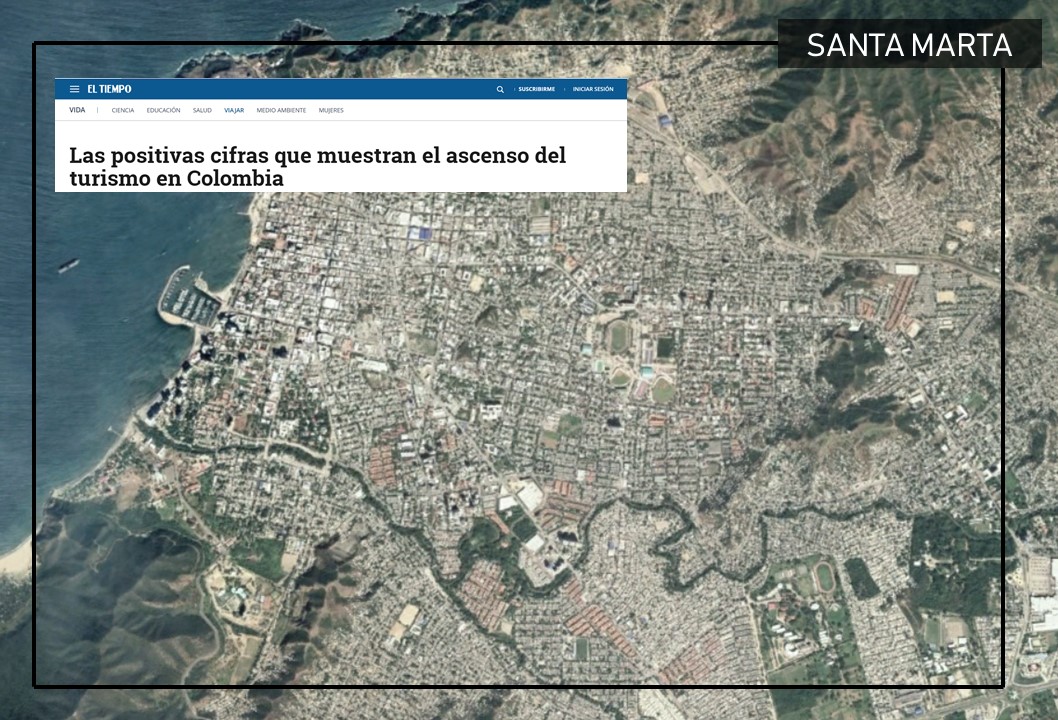 SANTA MARTA
EL TIEMPO
SUSCRIBIRME
INICIAR SESIÓN
VIDA
CIENCIA
EDUCACIÓN
SALUD
VIAJAR
MEDIO AMBIENTE
MUJERES
Las positivas cifras que muestran el ascenso del
turismo en Colombia